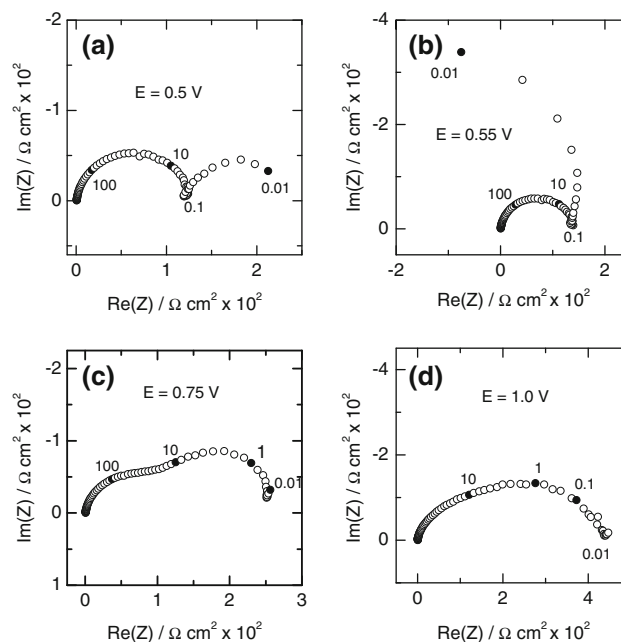 (a)
E = 0.5 V
-2
-1
0
1
Im(Z) / Ω cm² x 10²
100
10
0.1
0.01
0
1
2
Re(Z) / Ω cm² x 10²
(b)
E = 0.55 V
-4
-2
0
2
Im(Z) / Ω cm² x 10²
0.01
100
10
0.1
-2
0
2
Re(Z) / Ω cm² x 10²
(c)
E = 0.75 V
-2
-1
0
1
Im(Z) / Ω cm² x 10²
100
10
1
0.01
0
1
2
3
Re(Z) / Ω cm² x 10²
(d)
E = 1.0 V
-4
-2
0
Im(Z) / Ω cm² x 10²
10
1
0.1
0.01
0
2
4
Re(Z) / Ω cm² x 10²